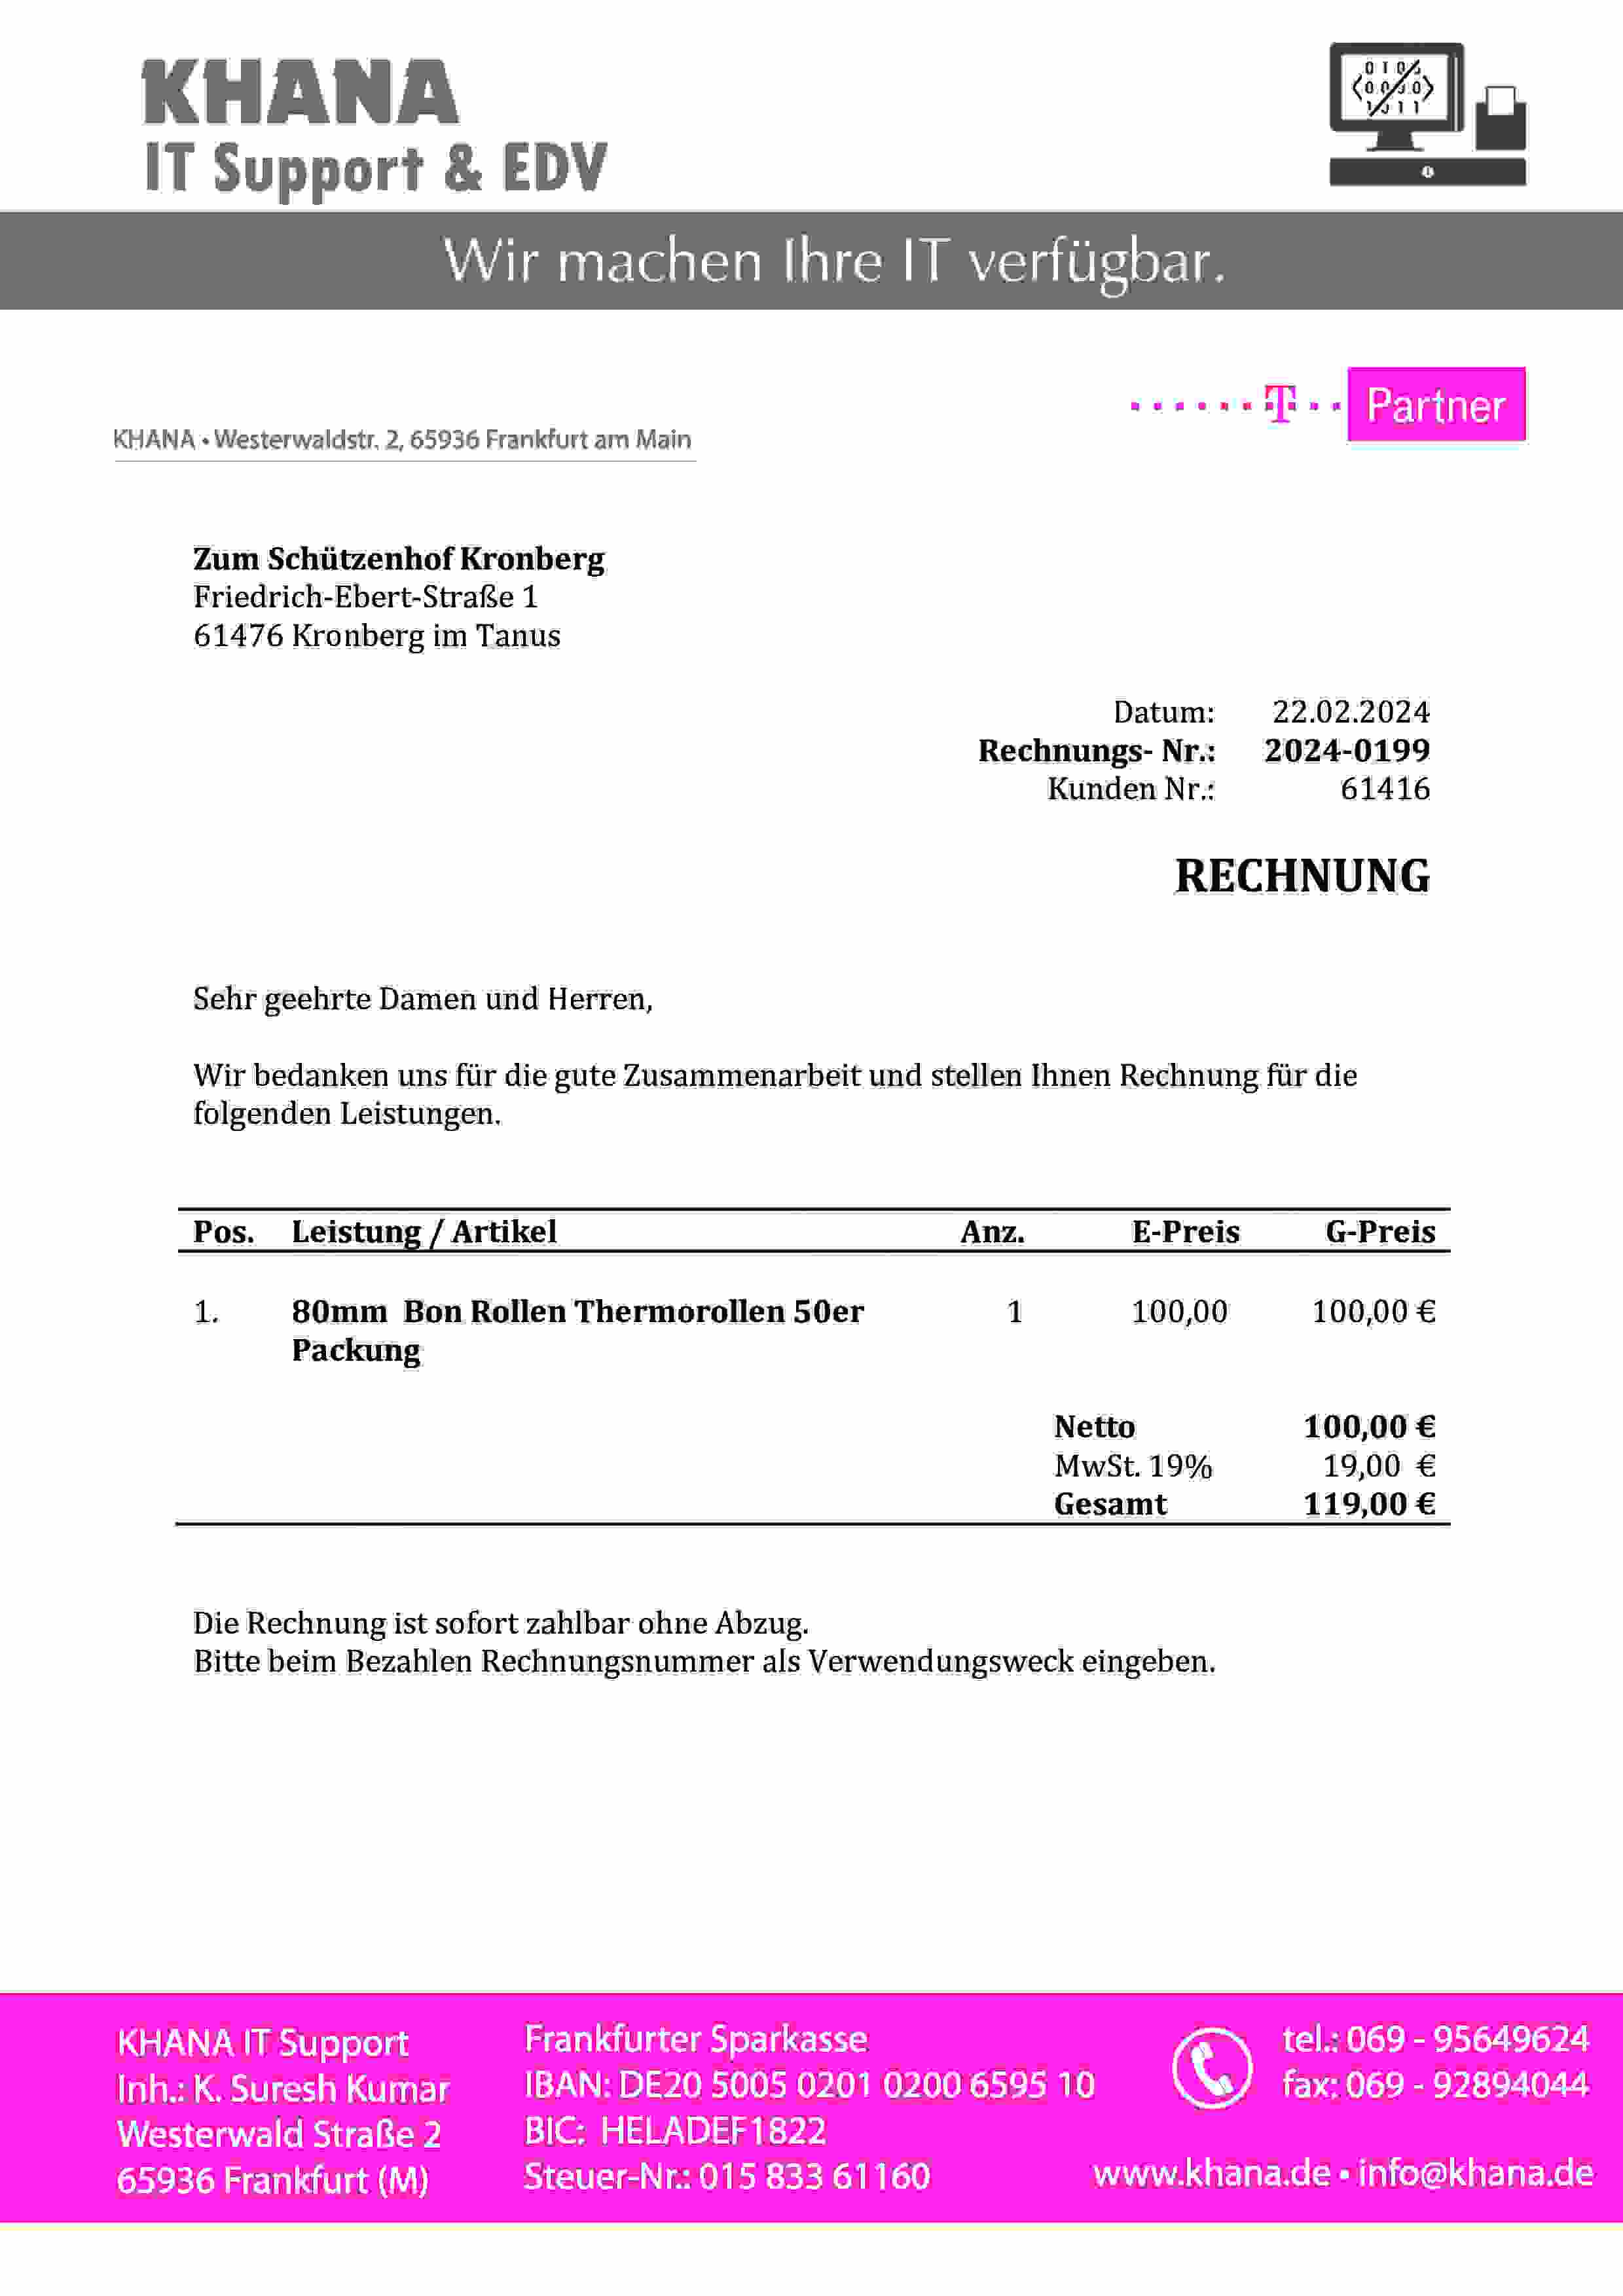 KHANA
IT Support & EDV
Wir machen Ihre IT verfügbar.
T Partner
KHANA • Westerwaldstr. 2, 65936 Frankfurt am Main
Zum Schützenhof Kronberg
Friedrich-Ebert-Straße 1
61476 Kronberg im Tanus
Datum: 22.02.2024
Rechnungs- Nr.: 2024-0199
Kunden Nr.: 61416
RECHNUNG
Sehr geehrte Damen und Herren,
Wir bedanken uns für die gute Zusammenarbeit und stellen Ihnen Rechnung für die
folgenden Leistungen.
Pos. Leistung / Artikel Anz. E-Preis G-Preis
1. 80mm Bon Rollen Thermorollen 50er 1 100,00 100,00 €
Packung
Netto 100,00 €
MwSt. 19% 19,00 €
Gesamt 119,00 €
Die Rechnung ist sofort zahlbar ohne Abzug.
Bitte beim Bezahlen Rechnungsnummer als Verwendungsweck eingeben.
KHANA IT Support
Inh.: K. Suresh Kumar
Westerwald Straße 2
65936 Frankfurt (M)
Frankfurter Sparkasse
IBAN: DE20 5005 0201 0200 6595 10
BIC: HELADEF1822
Steuer-Nr.: 015 833 61160
tel.: 069 - 95649624
fax: 069 - 92894044
www.khana.de • info@khana.de